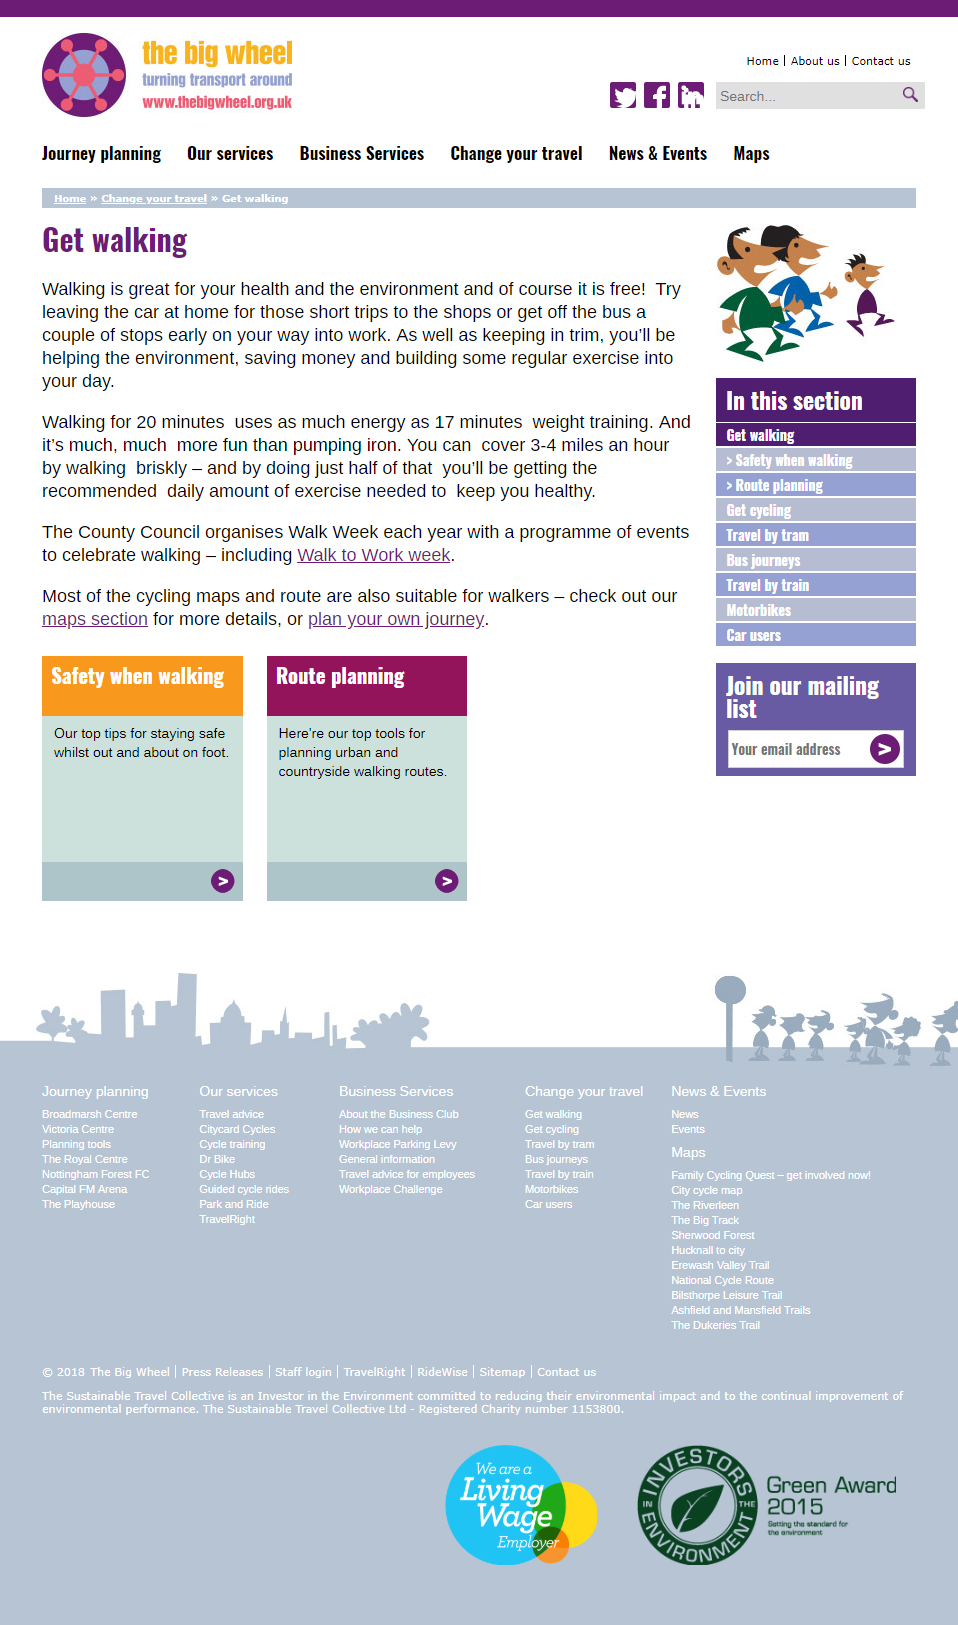 the big wheel
turning transport around
www.thebigwheel.org.uk
Home | About us | Contact us
Search...
Journey planning Our services Business Services Change your travel News & Events Maps
Home » Change your travel » Get walking
Get walking
Walking is great for your health and the environment and of course it is free!  Try
leaving the car at home for those short trips to the shops or get off the bus a
couple of stops early on your way into work. As well as keeping in trim, you’ll be
helping the environment, saving money and building some regular exercise into
your day.
Walking for 20 minutes  uses as much energy as 17 minutes  weight training. And
it’s much, much  more fun than pumping iron. You can  cover 3-4 miles an hour
by walking  briskly – and by doing just half of that  you’ll be getting the
recommended  daily amount of exercise needed to  keep you healthy.
The County Council organises Walk Week each year with a programme of events
to celebrate walking – including Walk to Work week.
Most of the cycling maps and route are also suitable for walkers – check out our
maps section for more details, or plan your own journey.
Safety when walking
Our top tips for staying safe
whilst out and about on foot.
>
Route planning
Here’re our top tools for
planning urban and
countryside walking routes.
>
In this section
Get walking
> Safety when walking
> Route planning
Get cycling
Travel by tram
Bus journeys
Travel by train
Motorbikes
Car users
Join our mailing
list
Your email address >
Journey planning
Broadmarsh Centre
Victoria Centre
Planning tools
The Royal Centre
Nottingham Forest FC
Capital FM Arena
The Playhouse
Our services
Travel advice
Citycard Cycles
Cycle training
Dr Bike
Cycle Hubs
Guided cycle rides
Park and Ride
TravelRight
Business Services
About the Business Club
How we can help
Workplace Parking Levy
General information
Travel advice for employees
Workplace Challenge
Change your travel
Get walking
Get cycling
Travel by tram
Bus journeys
Travel by train
Motorbikes
Car users
News & Events
News
Events
Maps
Family Cycling Quest – get involved now!
City cycle map
The Riverleen
The Big Track
Sherwood Forest
Hucknall to city
Erewash Valley Trail
National Cycle Route
Bilsthorpe Leisure Trail
Ashfield and Mansfield Trails
The Dukeries Trail
© 2018 The Big Wheel | Press Releases | Staff login | TravelRight | RideWise | Sitemap | Contact us
The Sustainable Travel Collective is an Investor in the Environment committed to reducing their environmental impact and to the continual improvement of
environmental performance. The Sustainable Travel Collective Ltd - Registered Charity number 1153800.
We are a
Living
Wage
Employer
INVESTORS
IN THE
ENVIRONMENT
Green Award
2015
Setting the standard for
the environment